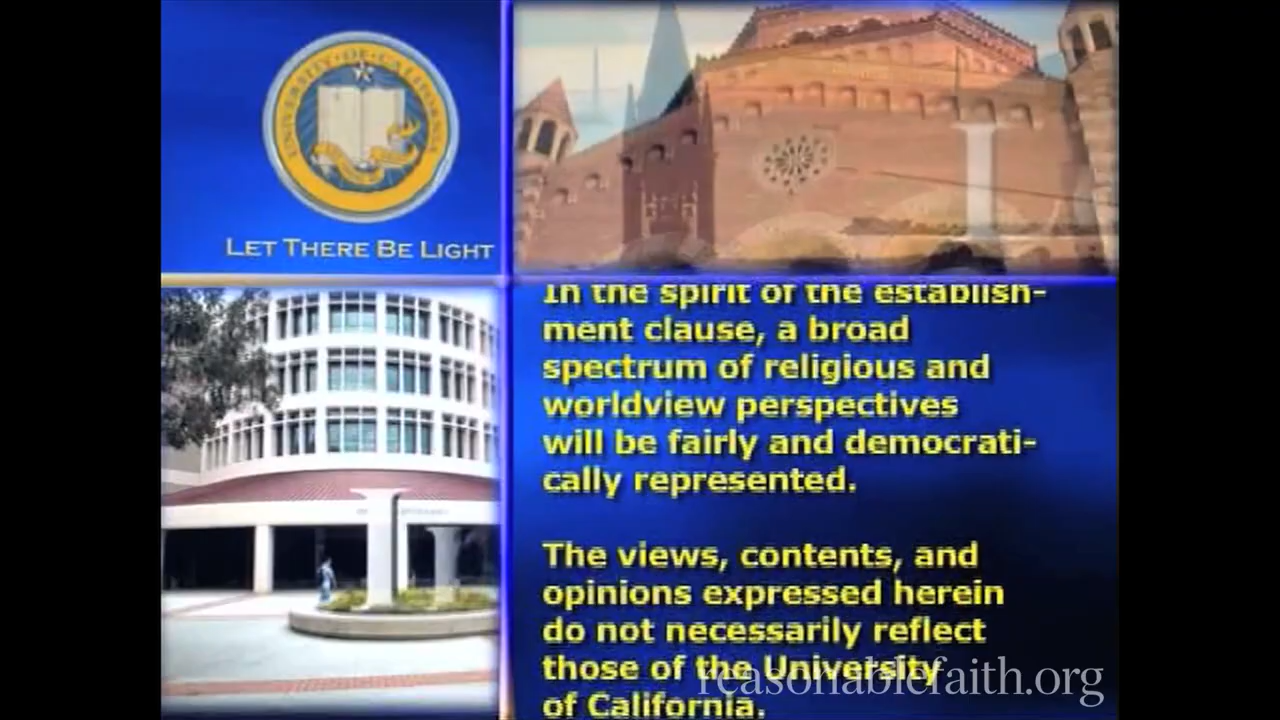 UNIVERSITY·OF·CALIFORNIA
LET THERE BE LIGHT
In the spirit of the establish-
ment clause, a broad
spectrum of religious and
worldview perspectives
will be fairly and democrati-
cally represented.
The views, contents, and
opinions expressed herein
do not necessarily reflect
those of the University
of California.
reasonablefaith.org